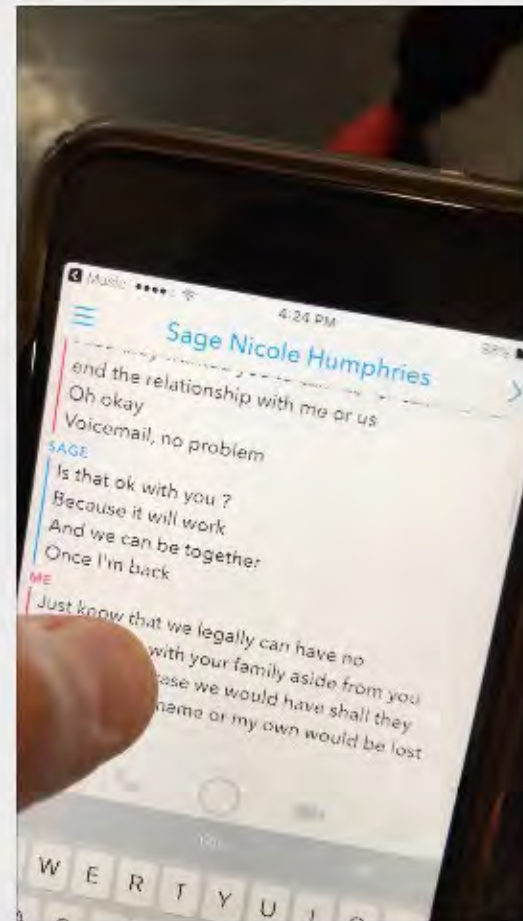 Music
4:24 PM
98%
Sage Nicole Humphries
end the relationship with me or us
Oh okay
Voicemail, no problem
SAGE
Is that ok with you ?
Because it will work
And we can be together
Once I'm back
ME
Just know that we legally can have no
with your family aside from you
case we would have shall they
name or my own would be lost
W E R T Y U I